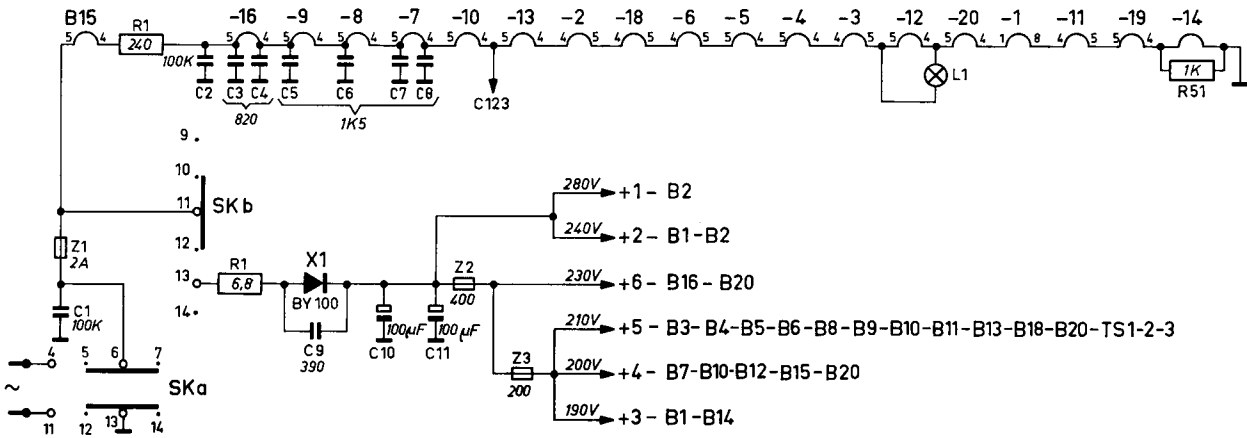 B15 R1 -16 -9 -8 -7 -10 -13 -2 -18 -6 -5 -4 -3 -12 -20 -1 -11 -19 -14
5 4 240 5 4 5 4 5 4 5 4 5 4 5 4 4 5 4 5 4 5 4 5 4 5 4 5 5 4 5 4 1 8 4 5 5 4
100K
C2 C3 C4 C5 C6 C7 C8 C123 L1 1K
820 1K5 R51
9
10
11 SKb
12
280V +1 - B2
240V +2 - B1-B2
Z1
2A
13 R1 X1 Z2 230V +6 - B16 - B20
6,8 BY 100 400
14
C1
100K
C9 100µF 100µF
390 C10 C11
210V +5 - B3-B4-B5-B6-B8-B9-B10-B11-B13-B18-B20-TS1-2-3
Z3 200V +4 - B7-B10-B12-B15-B20
200
190V +3 - B1-B14
4 5 6 7
~ SKa
11 12 13 14